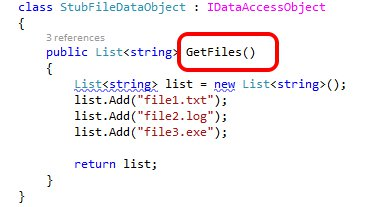 class StubFileDataObject : IDataAccessObject
{
3 references
public List<string> GetFiles()
{
List<string> list = new List<string>();
list.Add("file1.txt");
list.Add("file2.log");
list.Add("file3.exe");
return list;
}
}